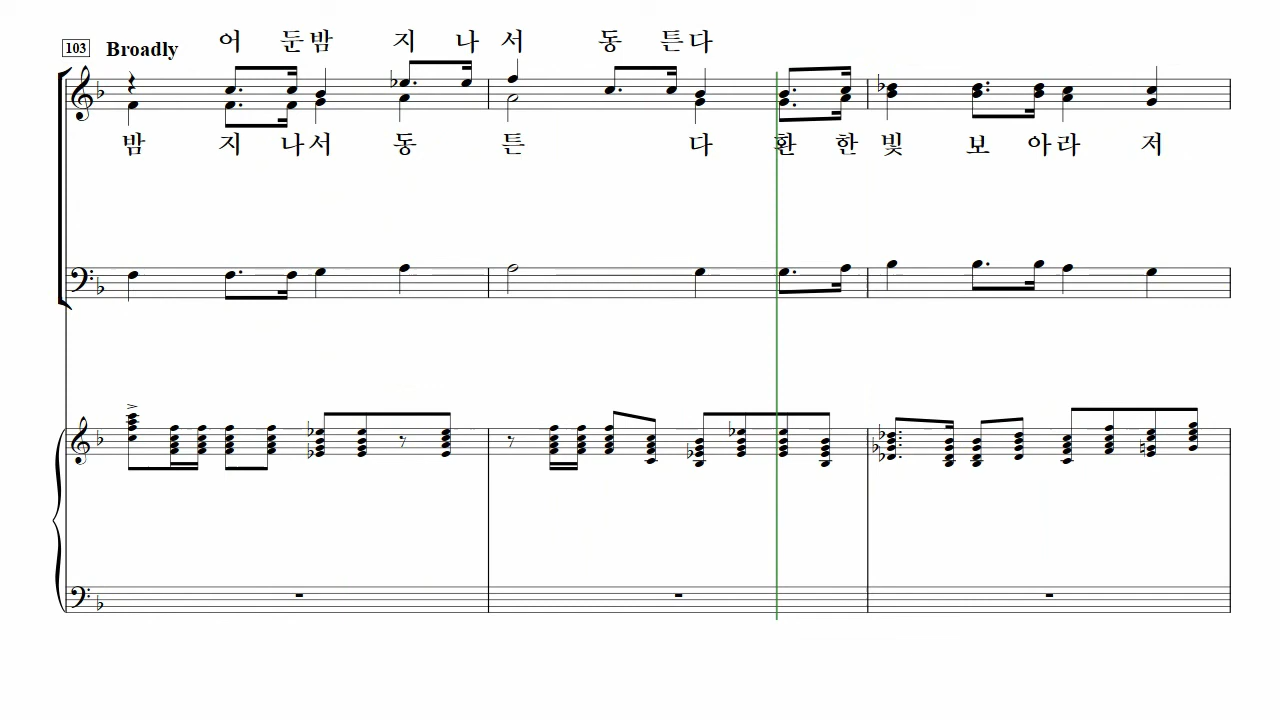 어 둔 밤 지 나 서 동 튼 다
103 Broadly
밤 지 나 서 동 튼 다 환 한 빛 보 아 라 저